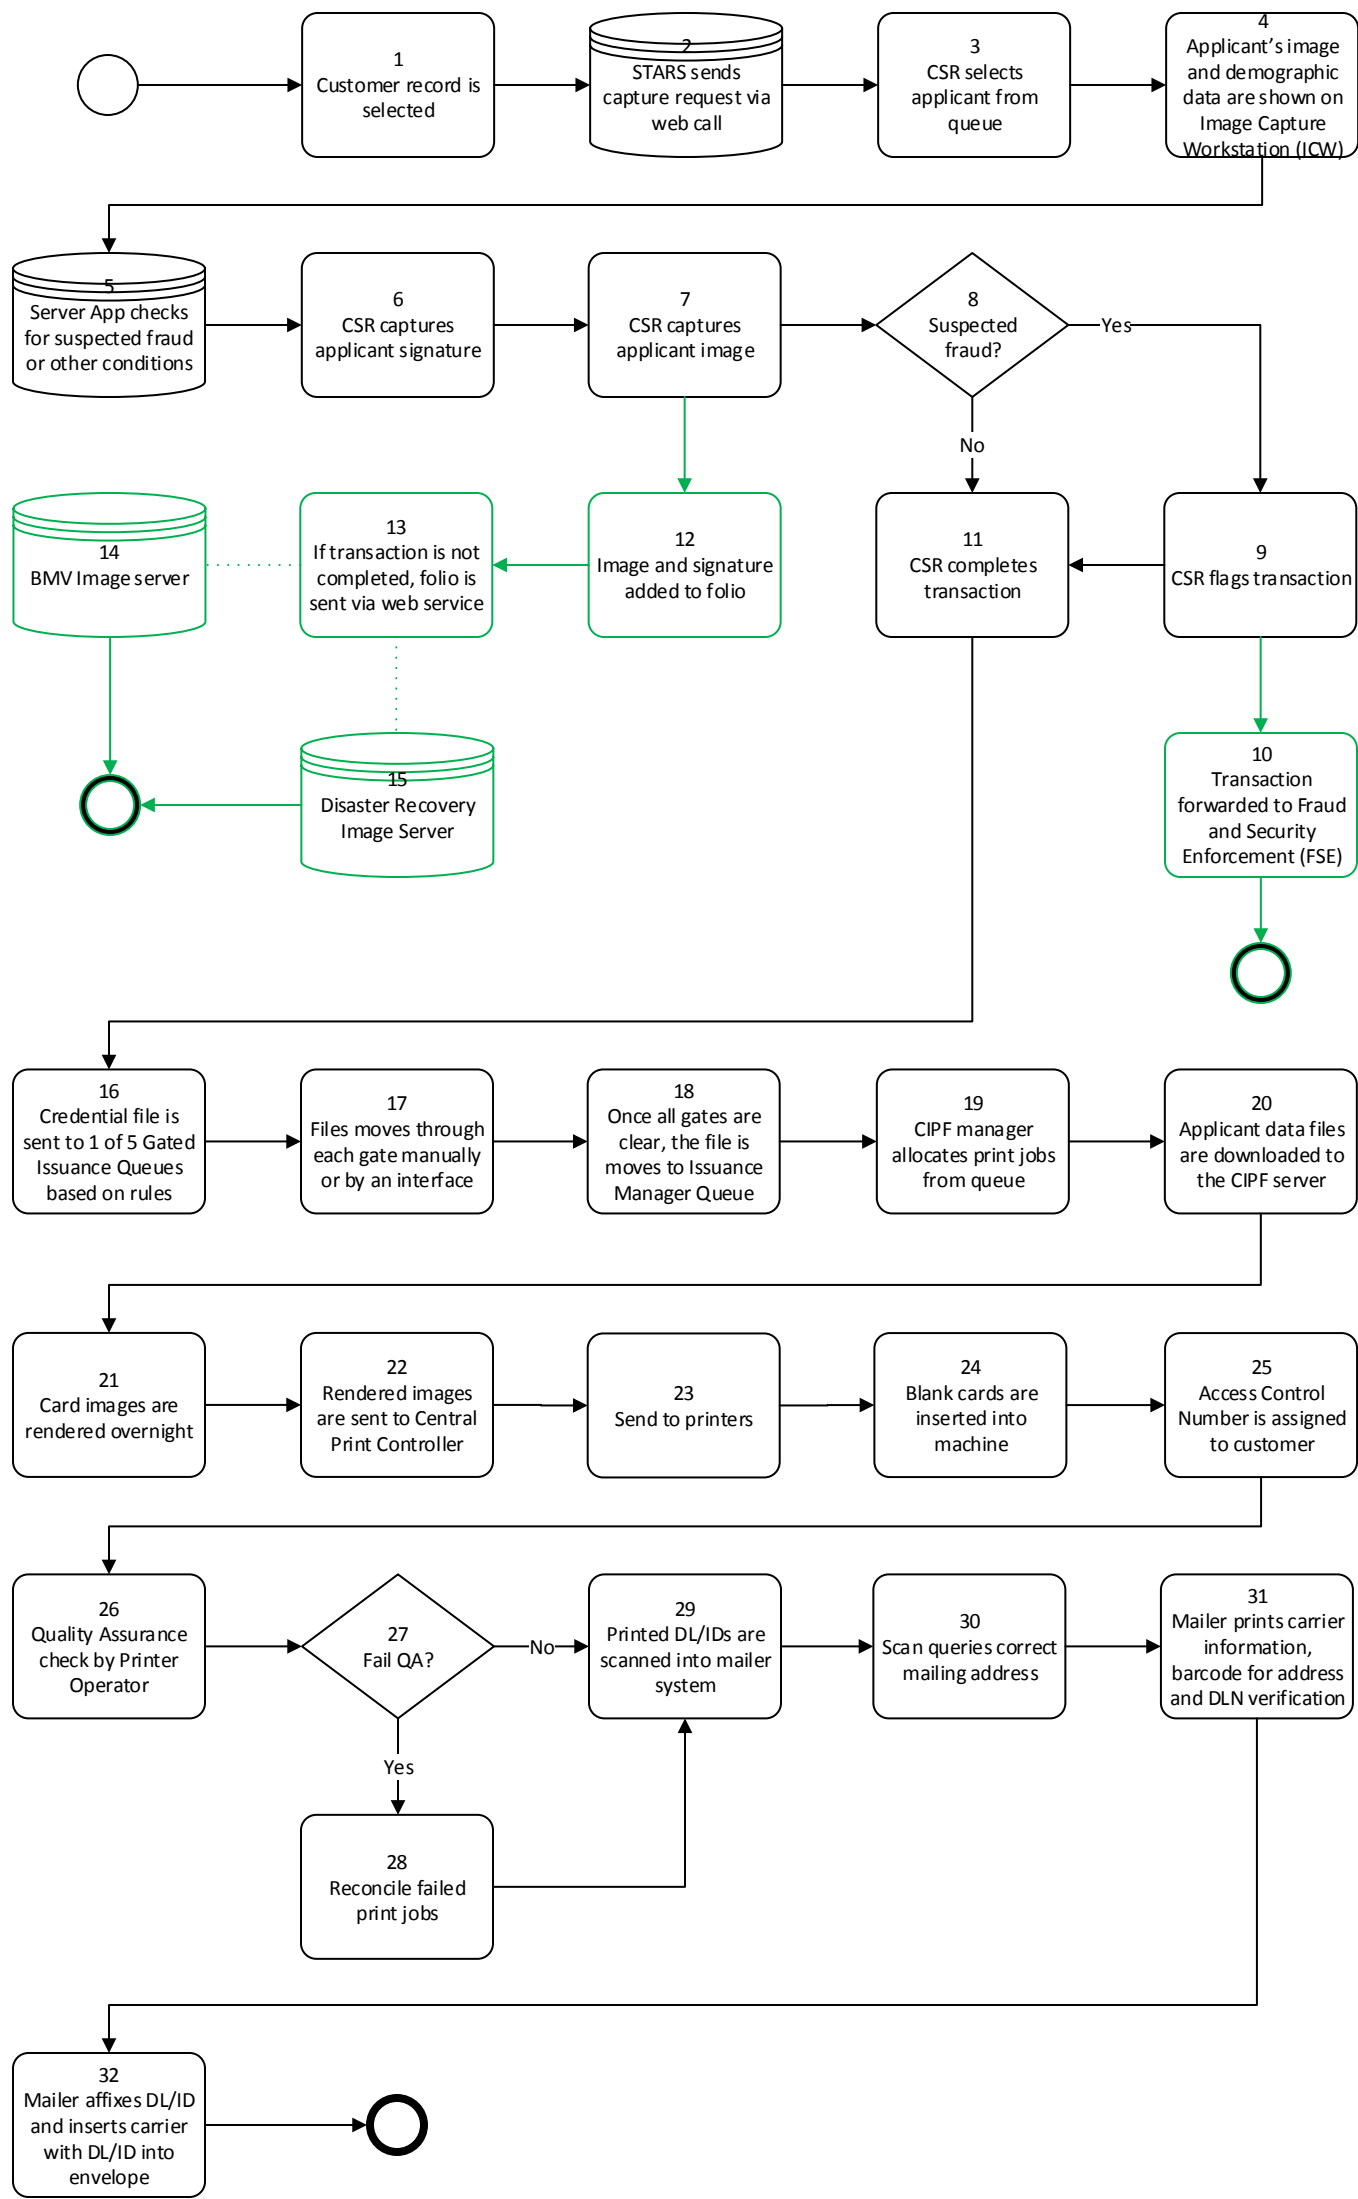 1
Customer record is
selected
2
STARS sends
capture request via
web call
3
CSR selects
applicant from
queue
4
Applicant's image
and demographic
data are shown on
Image Capture
Workstation (ICW)
5
Server App checks
for suspected fraud
or other conditions
6
CSR captures
applicant signature
7
CSR captures
applicant image
8
Suspected
fraud?
Yes
No
14
BMV Image server
13
If transaction is not
completed, folio is
sent via web service
12
Image and signature
added to folio
11
CSR completes
transaction
9
CSR flags transaction
15
Disaster Recovery
Image Server
10
Transaction
forwarded to Fraud
and Security
Enforcement (FSE)
16
Credential file is
sent to 1 of 5 Gated
Issuance Queues
based on rules
17
Files moves through
each gate manually
or by an interface
18
Once all gates are
clear, the file is
moves to Issuance
Manager Queue
19
CIPF manager
allocates print jobs
from queue
20
Applicant data files
are downloaded to
the CIPF server
21
Card images are
rendered overnight
22
Rendered images
are sent to Central
Print Controller
23
Send to printers
24
Blank cards are
inserted into
machine
25
Access Control
Number is assigned
to customer
26
Quality Assurance
check by Printer
Operator
27
Fail QA?
No
Yes
29
Printed DL/IDs are
scanned into mailer
system
30
Scan queries correct
mailing address
31
Mailer prints carrier
information,
barcode for address
and DLN verification
28
Reconcile failed
print jobs
32
Mailer affixes DL/ID
and inserts carrier
with DL/ID into
envelope